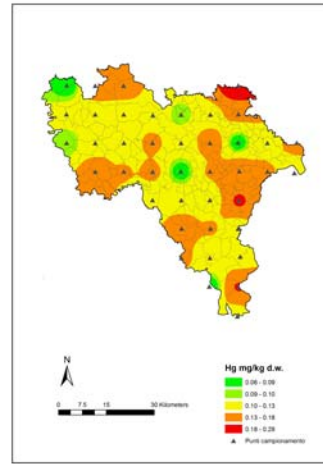 N
0 7.5 15 30 Kilometers
Hg mg/kg d.w.
0.06 - 0.09
0.09 - 0.10
0.10 - 0.13
0.13 - 0.18
0.18 - 0.28
Punti campionamento